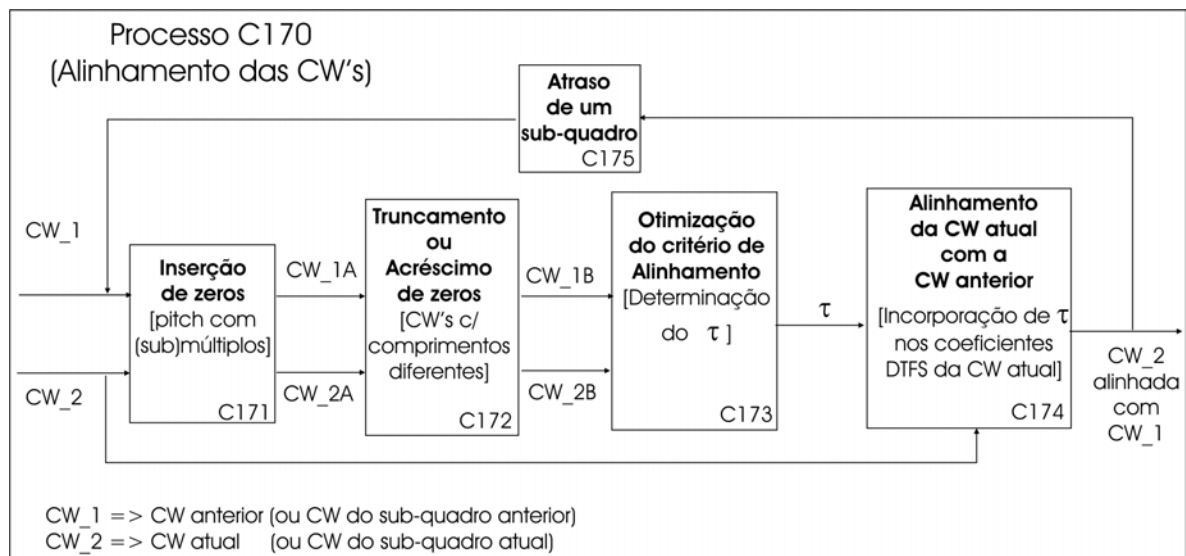 Processo C170
(Alinhamento das CW's)
Atraso
de um
sub-quadro
C175
CW_1
Inserção
de zeros
[pitch com
(sub)múltiplos]
C171
CW_2
CW_1A
CW_2A
Truncamento
ou
Acréscimo
de zeros
[CW's c/
comprimentos
diferentes]
C172
CW_1B
CW_2B
Otimização
do critério de
Alinhamento
[Determinação
do τ ]
C173
τ
Alinhamento
da CW atual
com a
CW anterior
[Incorporação de τ
nos coeficientes
DTFS da CW atual]
C174
CW_2
alinhada
com
CW_1
CW_1 => CW anterior (ou CW do sub-quadro anterior)
CW_2 => CW atual (ou CW do sub-quadro atual)